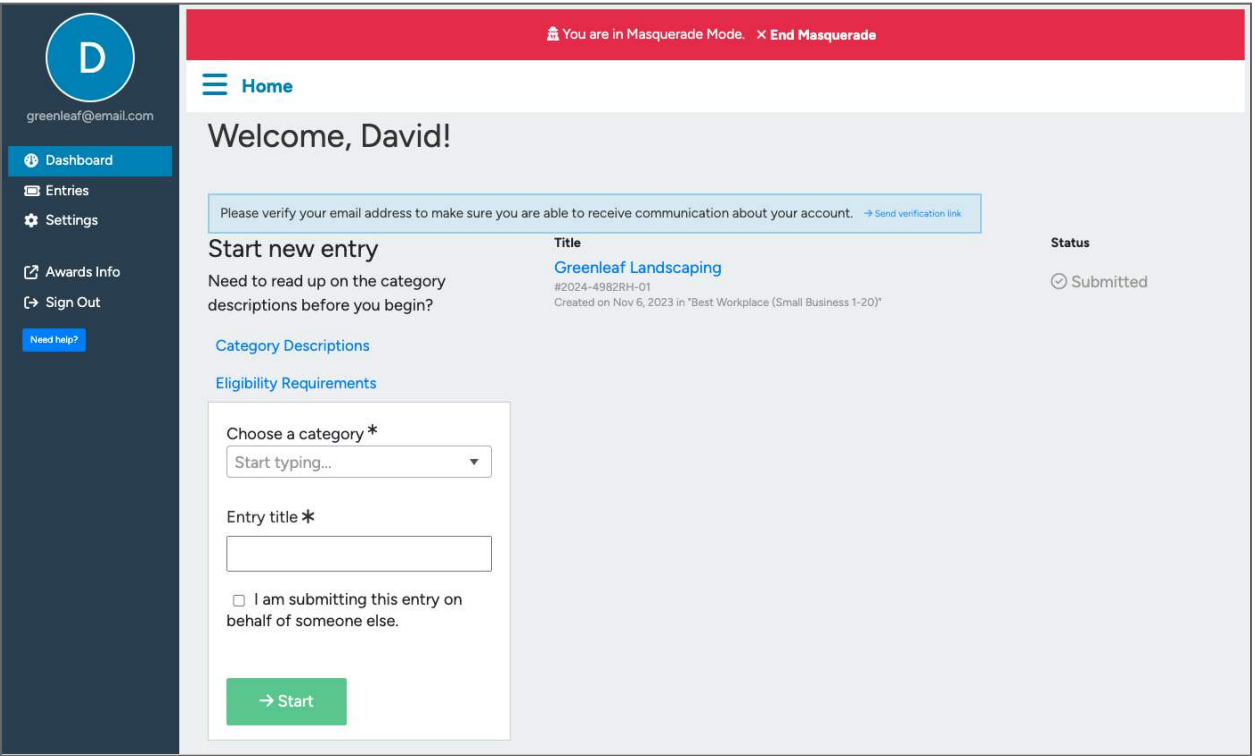 D
greenleaf@email.com
Dashboard
Entries
Settings
Awards Info
Sign Out
Need help?
You are in Masquerade Mode. × End Masquerade
Home
Welcome, David!
Please verify your email address to make sure you are able to receive communication about your account. → Send verification link
Start new entry
Need to read up on the category
descriptions before you begin?
Category Descriptions
Eligibility Requirements
Choose a category *
Start typing...
Entry title *
I am submitting this entry on
behalf of someone else.
→ Start
Title
Greenleaf Landscaping
#2024-4982RH-01
Created on Nov 6, 2023 in "Best Workplace (Small Business 1-20)"
Status
Submitted